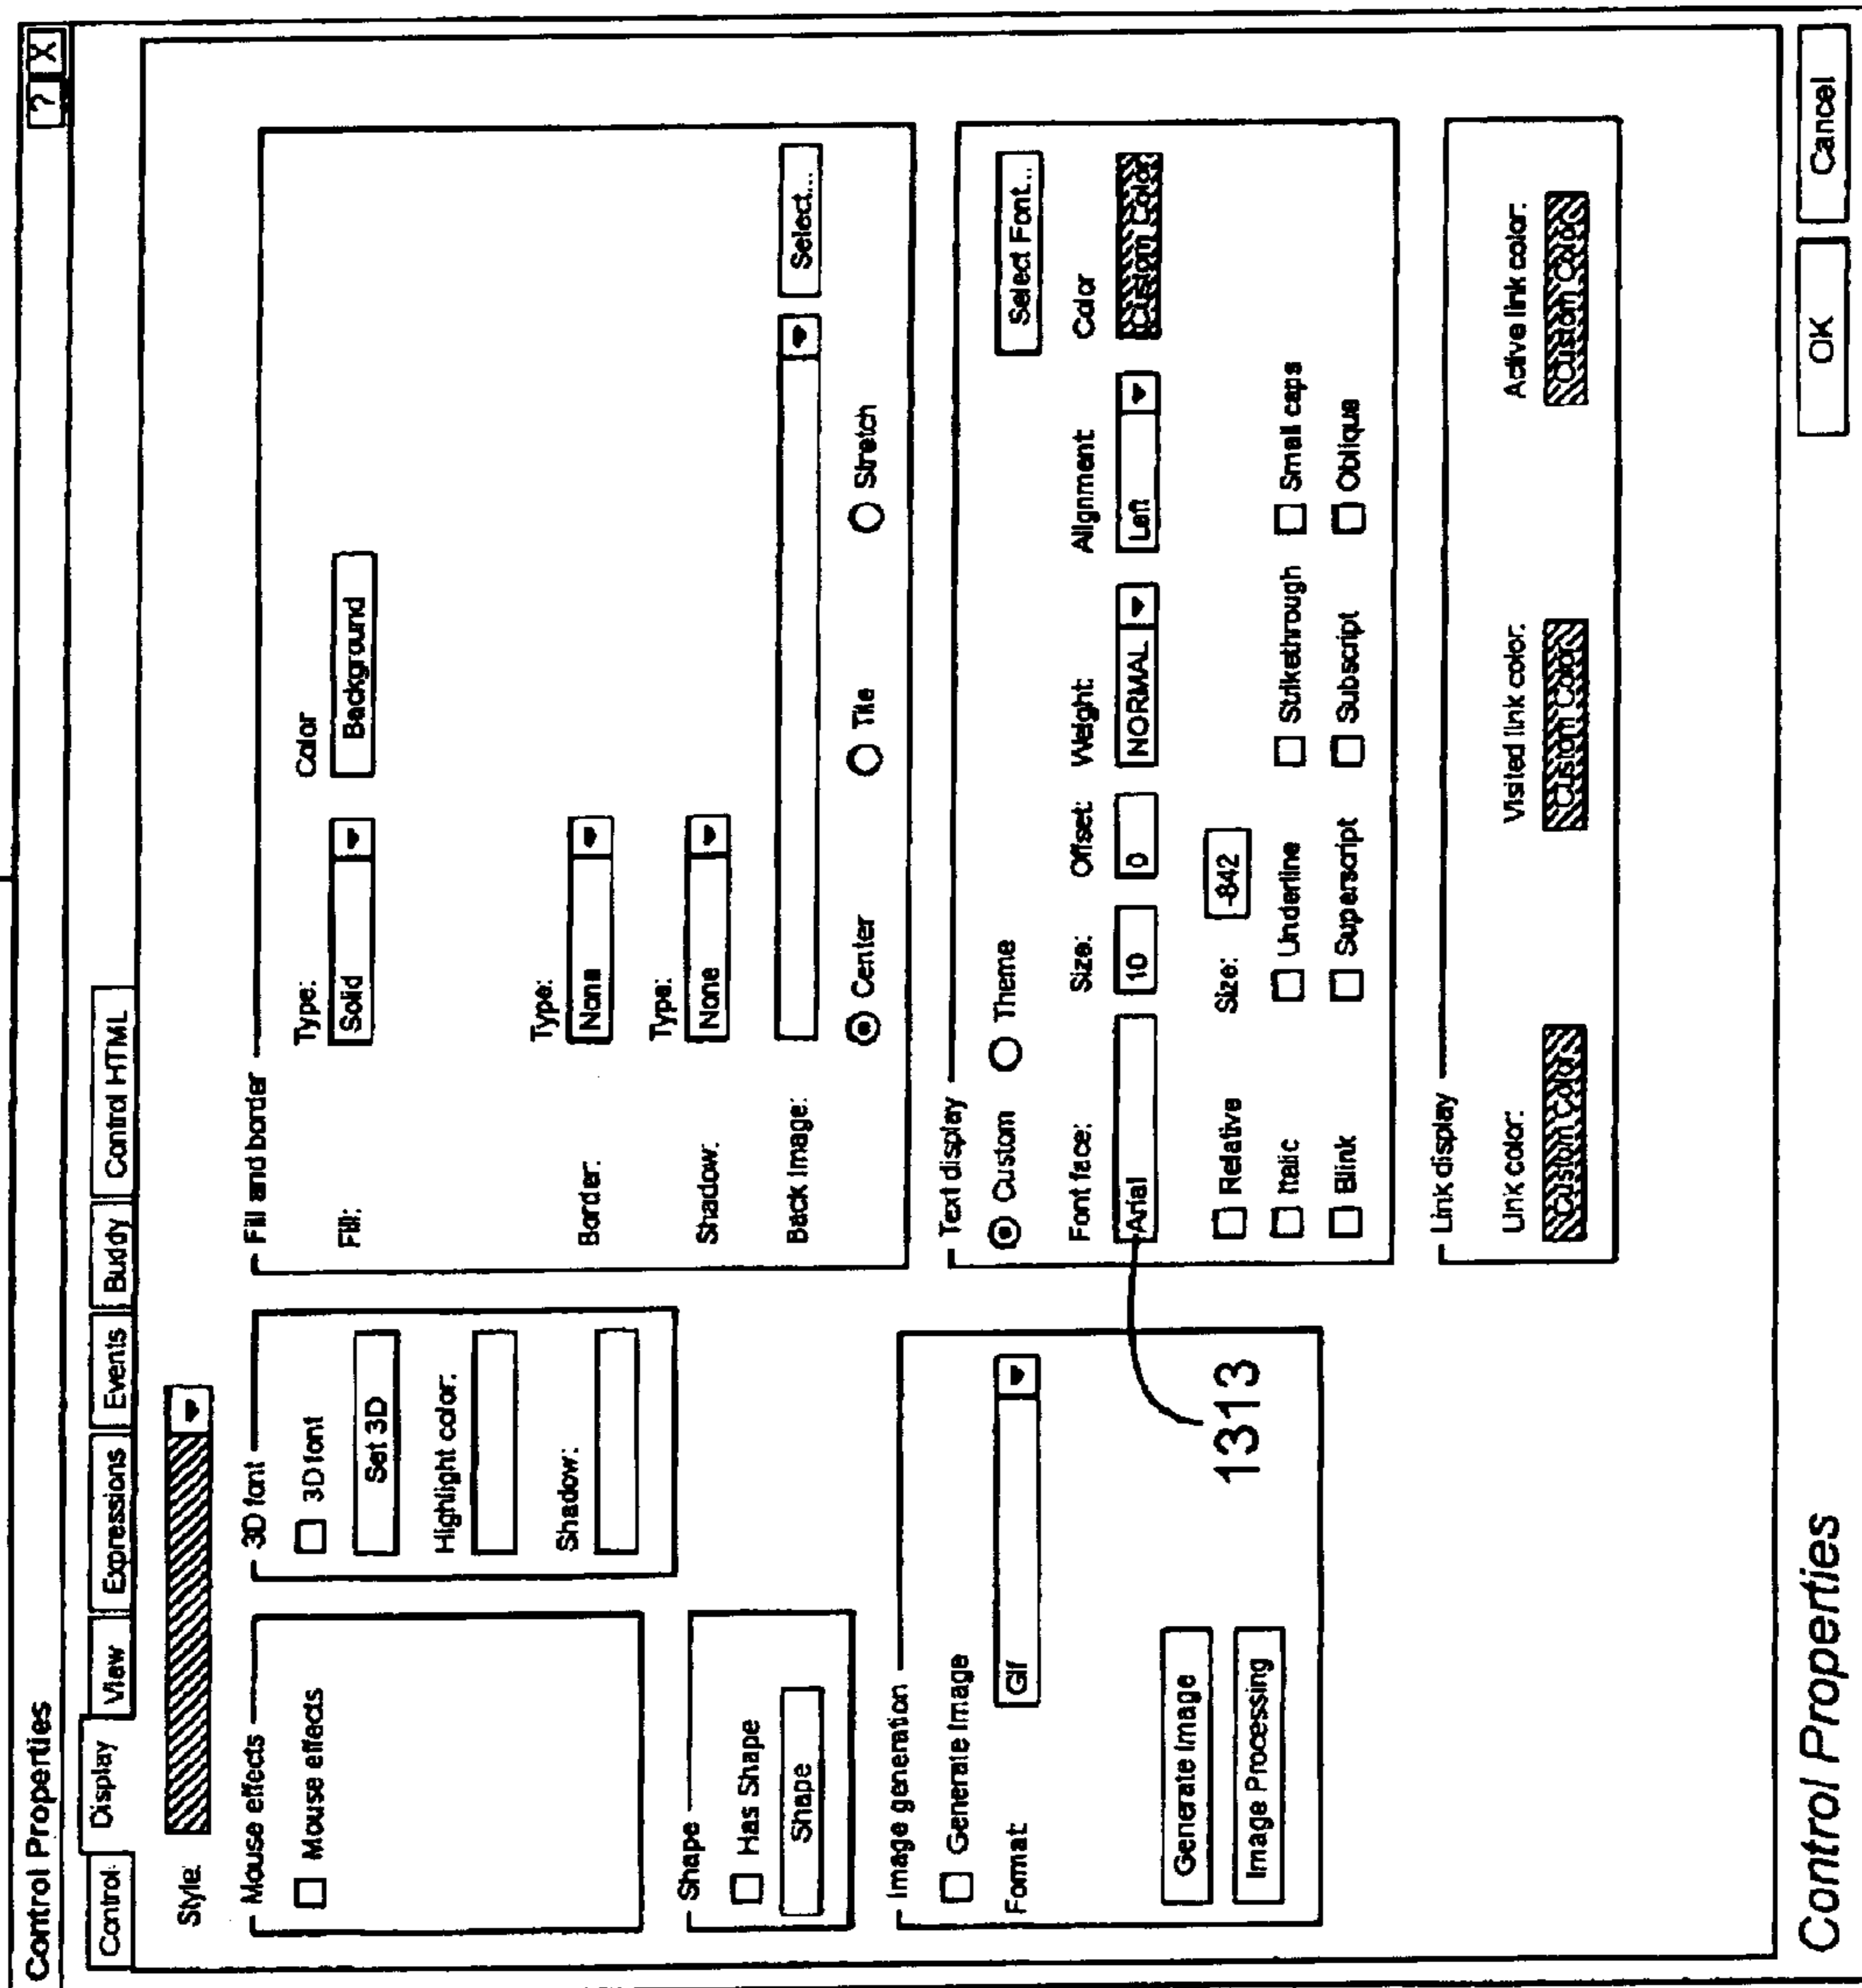 Control Properties
? X
Control Display View Expressions Events Buddy Control HTML
Style:
Mouse effects
Mouse effects
3D font
3D font
Set 3D
Highlight color:
Shadow:
Shape
Has Shape
Shape
Image generation
Generate Image
Format
Gif
Generate Image
Image Processing
1313
Fill and border
Type: Color
Fill: Solid Background
Type:
Border: None
Type:
Shadow: None
Back Image: Select...
Center Tile Stretch
Text display
Custom Theme Select Font...
Font face: Size: Offset: Weight: Alignment: Color
Arial 10 0 NORMAL Left Custom Color
Relative Size: -842
Italic Underline Strikethrough Small caps
Blink Superscript Subscript Oblique
Link display
Link color: Visited link color: Active link color:
Custom Color Custom Color Custom Color
OK Cancel
Control Properties